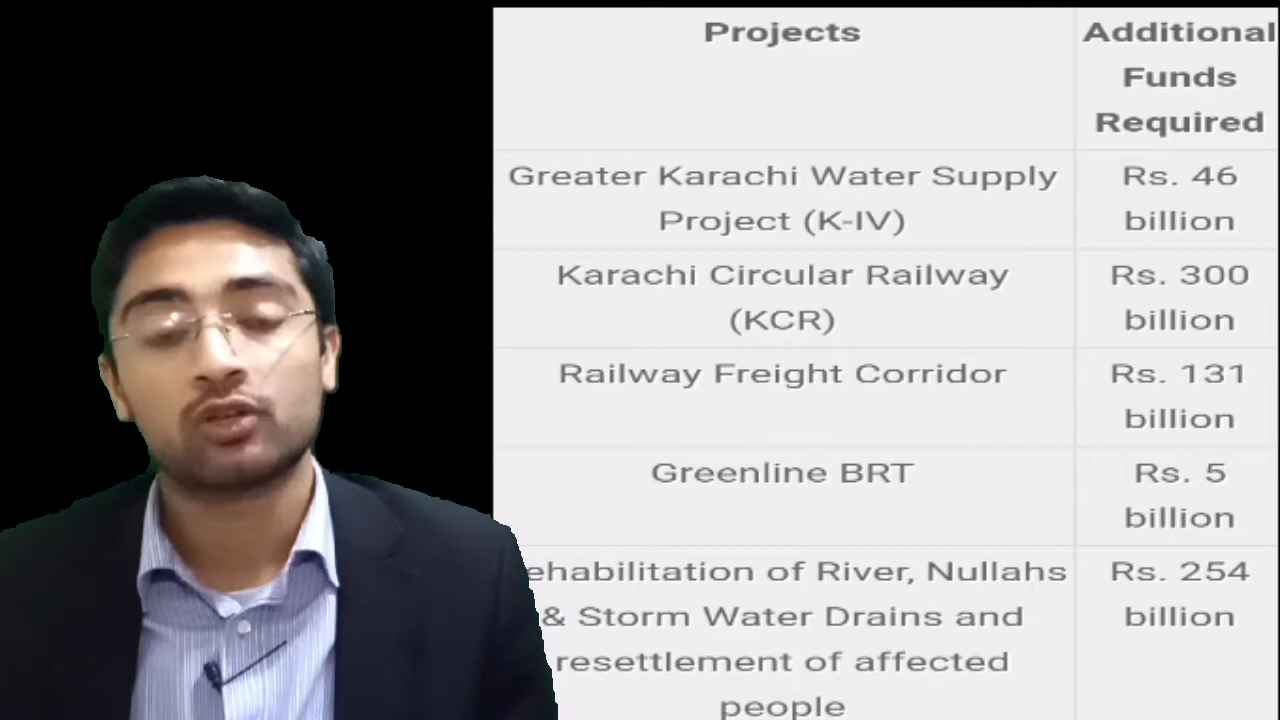 Projects
Additional
Funds
Required
Greater Karachi Water Supply
Project (K-IV)
Rs. 46
billion
Karachi Circular Railway
(KCR)
Rs. 300
billion
Railway Freight Corridor
Rs. 131
billion
Greenline BRT
Rs. 5
billion
ehabilitation of River, Nullahs
& Storm Water Drains and
resettlement of affected
people
Rs. 254
billion